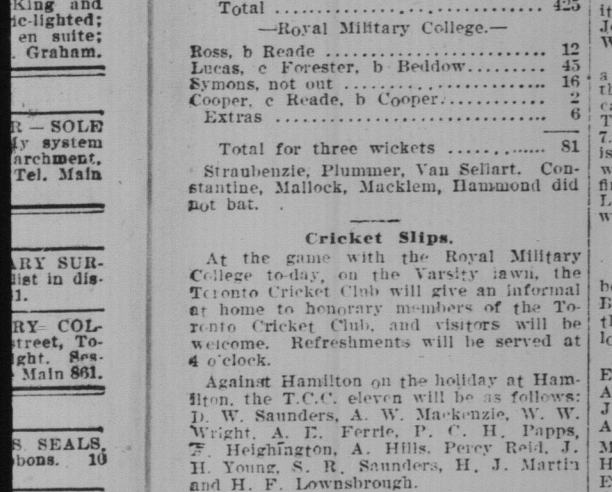 King and
ic-lighted;
en suite;
. Graham.
R — SOLE
My system
archment,
Tel. Main
ARY SUR-
list in dis-
1.
RY COL-
street, To-
ight. Ses-
Main 861.
S SEALS,
bons. 10
Total .................... 425
—Royal Military College.—
Ross, b Reade .................... 12
Lucas, c Forester, b Beddow......... 45
Symons, not out .................... 16
Cooper, c Reade, b Cooper............ 2
Extras .................... 6
Total for three wickets ............ 81
Straubenzie, Plummer, Van Sellart. Con-
stantine, Mallock, Macklem, Hammond did
not bat.
Cricket Slips.
At the game with the Royal Military
College to-day, on the Varsity lawn, the
Toronto Cricket Club will give an informal
at home to honorary members of the To-
ronto Cricket Club, and visitors will be
welcome. Refreshments will be served at
4 o'clock.
Against Hamilton on the holiday at Ham-
ilton, the T.C.C. eleven will be as follows:
D. W. Saunders, A. W. Mackenzie, W. W.
Wright, A. E. Ferrie, P. C. H. Papps,
F. Heighington, A. Hills, Percy Reid, J.
H. Young, S. R. Saunders, H. J. Martin
and H. F. Lownsbrough.